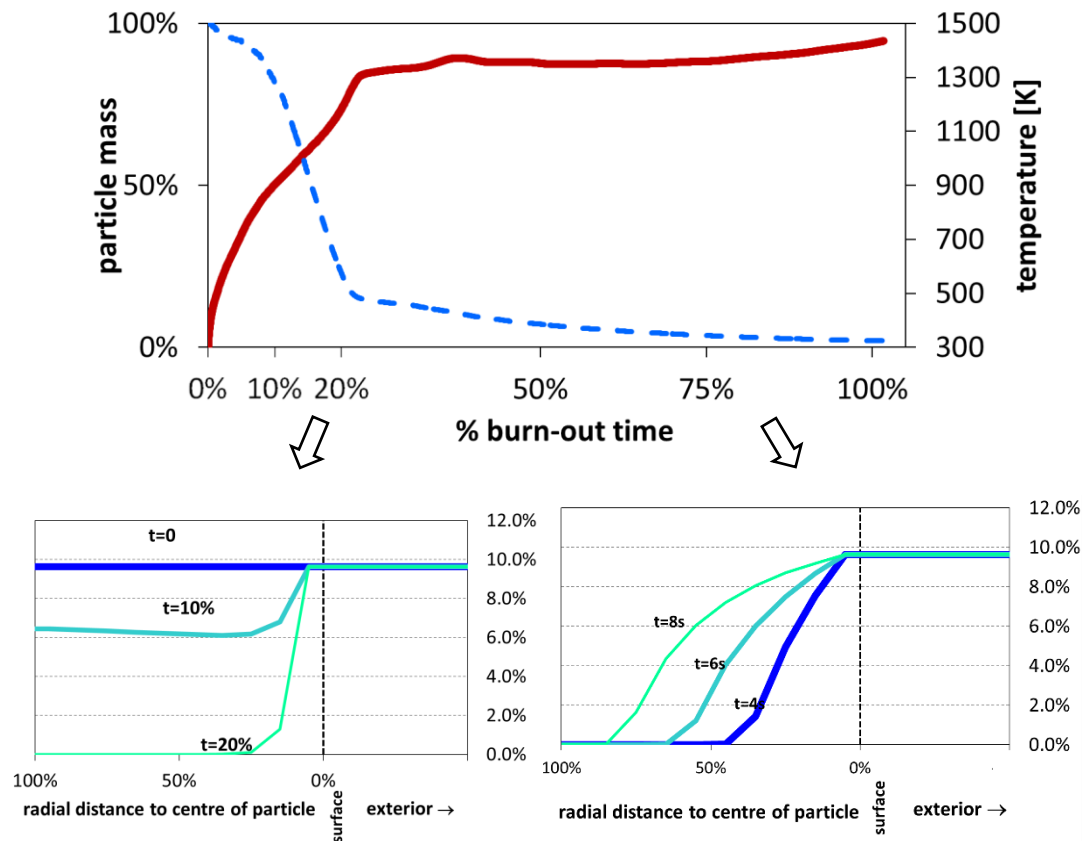 100%
50%
0%
particle mass
1500
1300
1100
900
700
500
300
temperature [K]
0%
10%
20%
50%
75%
100%
% burn-out time
t=0
t=10%
t=20%
12.0%
10.0%
8.0%
6.0%
4.0%
2.0%
0.0%
100%
50%
0%
radial distance to centre of particle
surface
exterior →
t=8s
t=6s
t=4s
12.0%
10.0%
8.0%
6.0%
4.0%
2.0%
0.0%
100%
50%
0%
radial distance to centre of particle
surface
exterior →